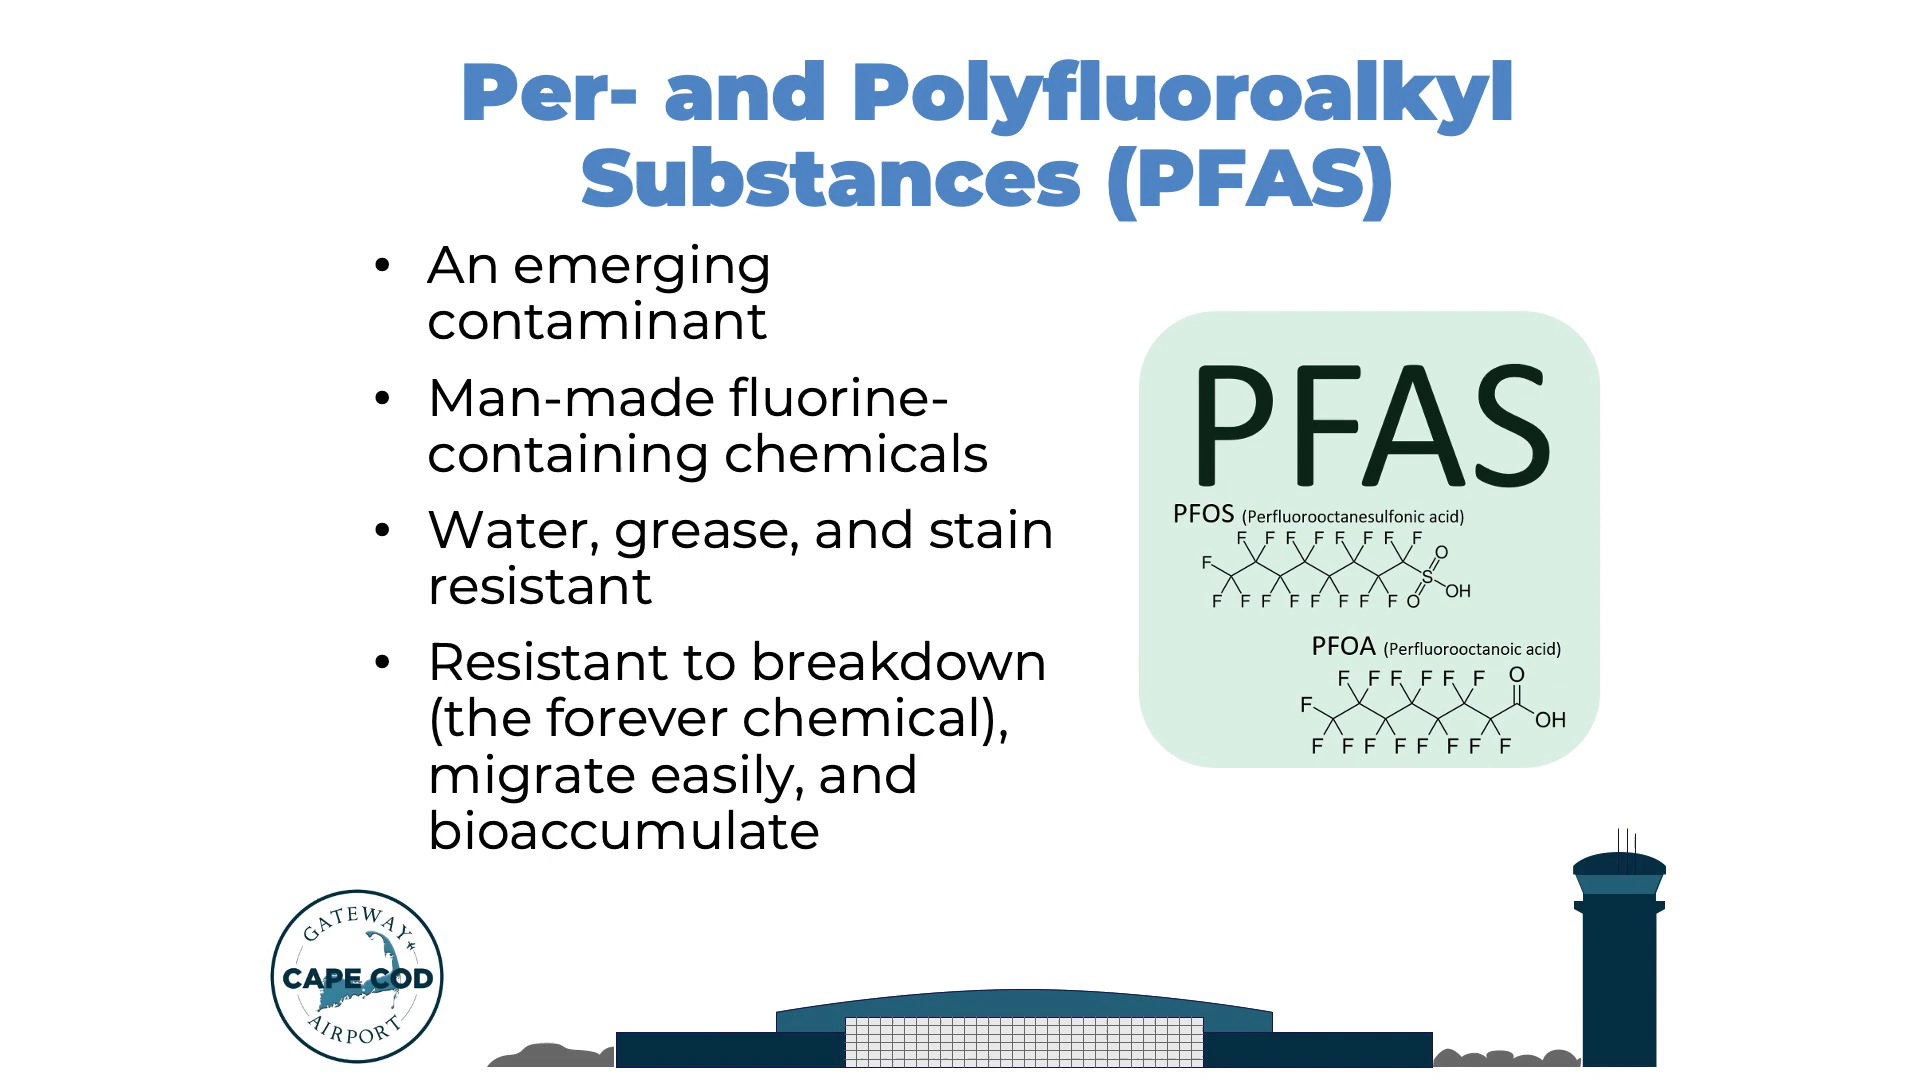 Per- and Polyfluoroalkyl
Substances (PFAS)
• An emerging
contaminant
• Man-made fluorine-
containing chemicals
• Water, grease, and stain
resistant
• Resistant to breakdown
(the forever chemical),
migrate easily, and
bioaccumulate
PFAS
PFOS (Perfluorooctanesulfonic acid)
F F F F F F F F
O
F
S
OH
F F F F F F F F O
PFOA (Perfluorooctanoic acid)
F F F F F F O
F
OH
F F F F F F F F
GATEWAY
CAPE COD
AIRPORT